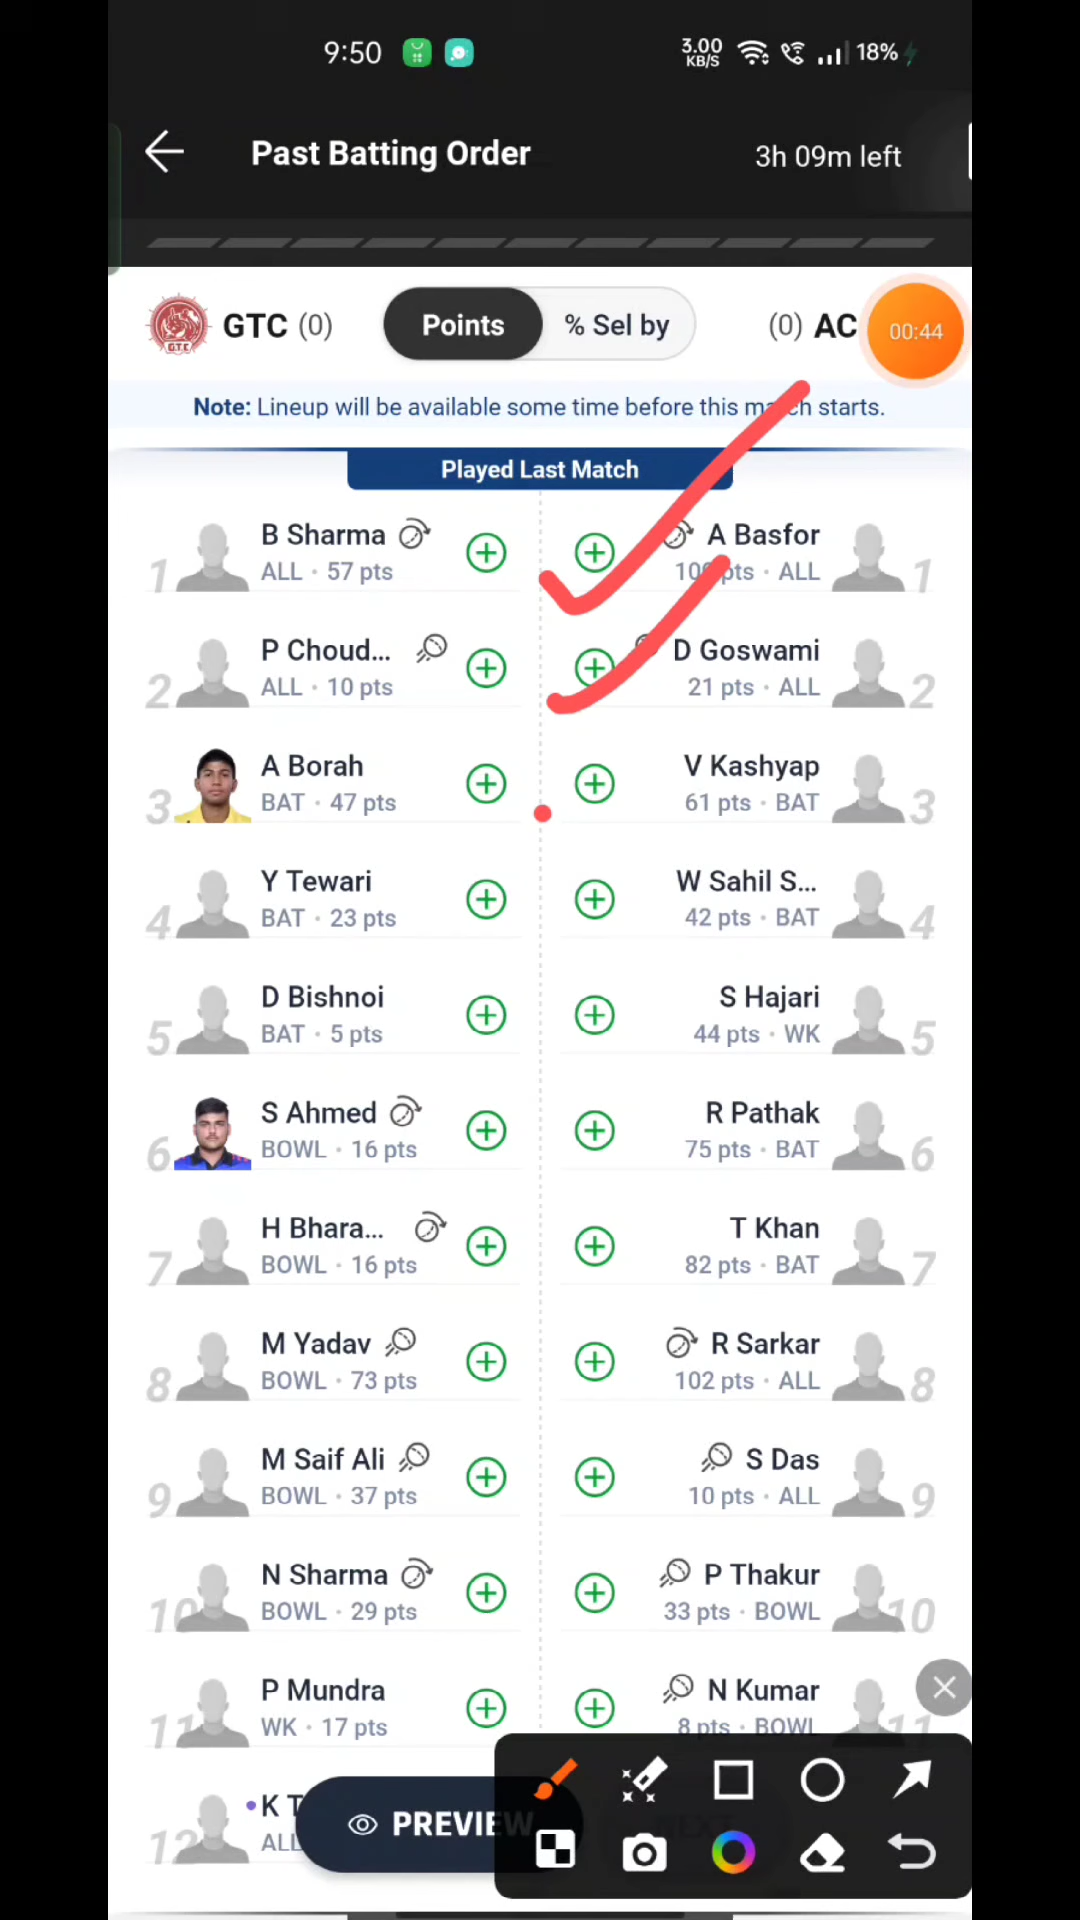 9:50 3.00 KB/S 18%
Past Batting Order 3h 09m left
GTC (0) Points % Sel by (0) AC 00:44
G.T.C
Note: Lineup will be available some time before this match starts.
Played Last Match
B Sharma A Basfor
1 ALL · 57 pts pts · ALL 1
P Choud... D Goswami
2 ALL · 10 pts 21 pts · ALL 2
A Borah V Kashyap
3 BAT · 47 pts 61 pts · BAT 3
Y Tewari W Sahil S...
4 BAT · 23 pts 42 pts · BAT 4
D Bishnoi S Hajari
5 BAT · 5 pts 44 pts · WK 5
S Ahmed R Pathak
6 BOWL · 16 pts 75 pts · BAT 6
H Bhara... T Khan
7 BOWL · 16 pts 82 pts · BAT 7
M Yadav R Sarkar
8 BOWL · 73 pts 102 pts · ALL 8
M Saif Ali S Das
9 BOWL · 37 pts 10 pts · ALL 9
N Sharma P Thakur
10 BOWL · 29 pts 33 pts · BOWL 10
P Mundra N Kumar
11 WK · 17 pts 8 pts · BOWL 11
K T
12 ALL
PREVIEW